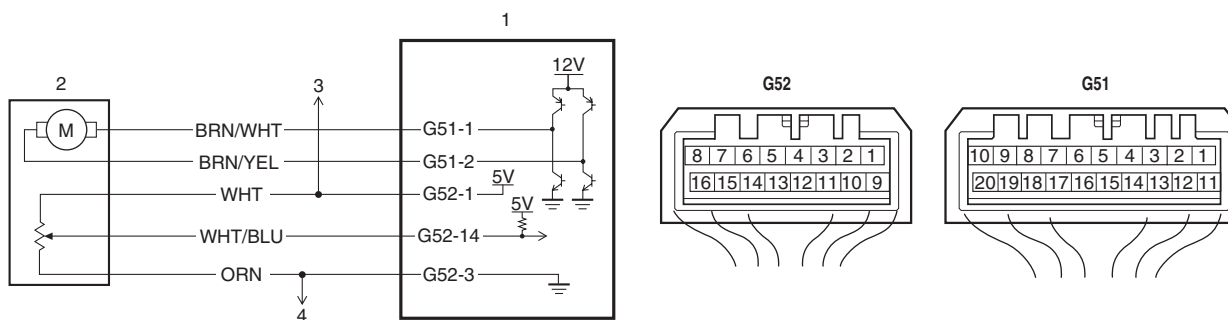 1
2
3
12V
M
BRN/WHT
G51-1
BRN/YEL
G51-2
WHT
G52-1
5V
5V
WHT/BLU
G52-14
ORN
G52-3
4
G52
8 7 6 5 4 3 2 1
16 15 14 13 12 11 10 9
G51
10 9 8 7 6 5 4 3 2 1
20 19 18 17 16 15 14 13 12 11